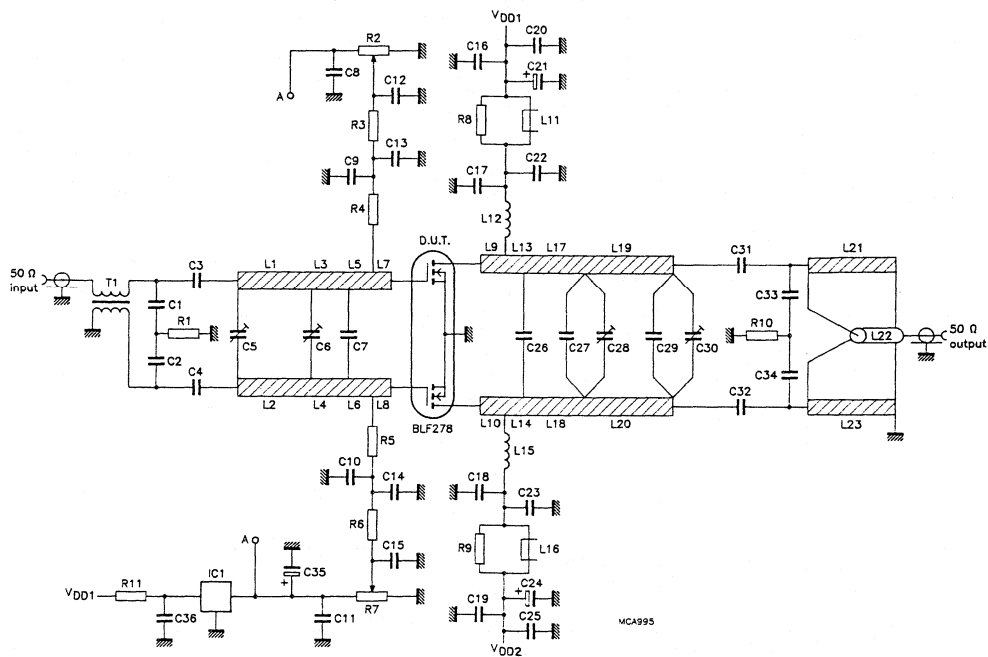 VDD1
C20
C16
R2
C21
C8
C12
A
R8
L11
R3
C13
C9
C17
C22
R4
L12
D.U.T.
L9 L13 L17 L19
C31
L21
50 Ω
input
T1
C3
L1 L3 L5 L7
C1
C33
R1
C5
C6
C7
C26
C27
C28
C29
C30
R10
L22
50 Ω
output
C2
C34
C4
C32
L2 L4 L6 L8
BLF278
L10 L14 L18 L20
L23
R5
L15
C10
C14
C18
C23
R6
A
R9
L16
C15
C35
+
VDD1
R11
IC1
R7
C24
+
C36
C11
C19
C25
VDD2
MCA995